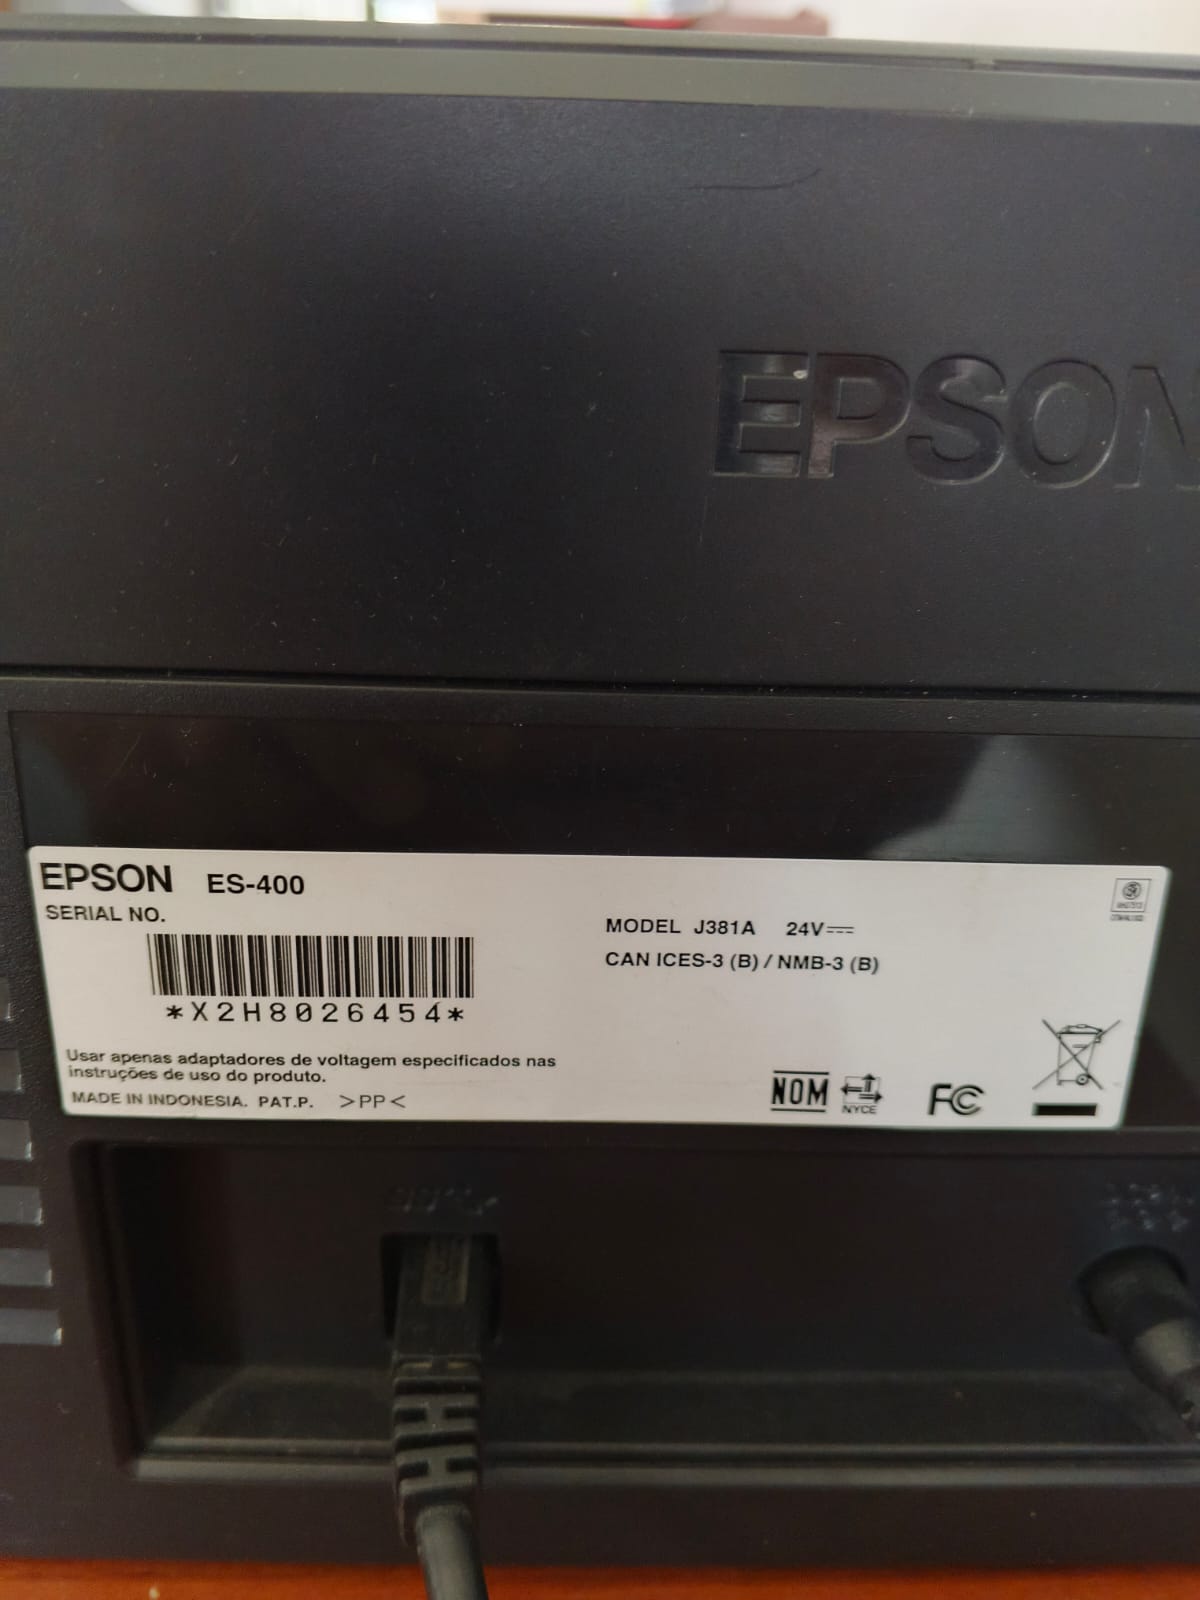 EPSON
EPSON ES-400
SERIAL NO.
*X2H8026454*
MODEL J381A 24V
CAN ICES-3 (B) / NMB-3 (B)
Usar apenas adaptadores de voltagem especificados nas
instruções de uso do produto.
MADE IN INDONESIA. PAT.P. >PP<
NOM NYCE FC